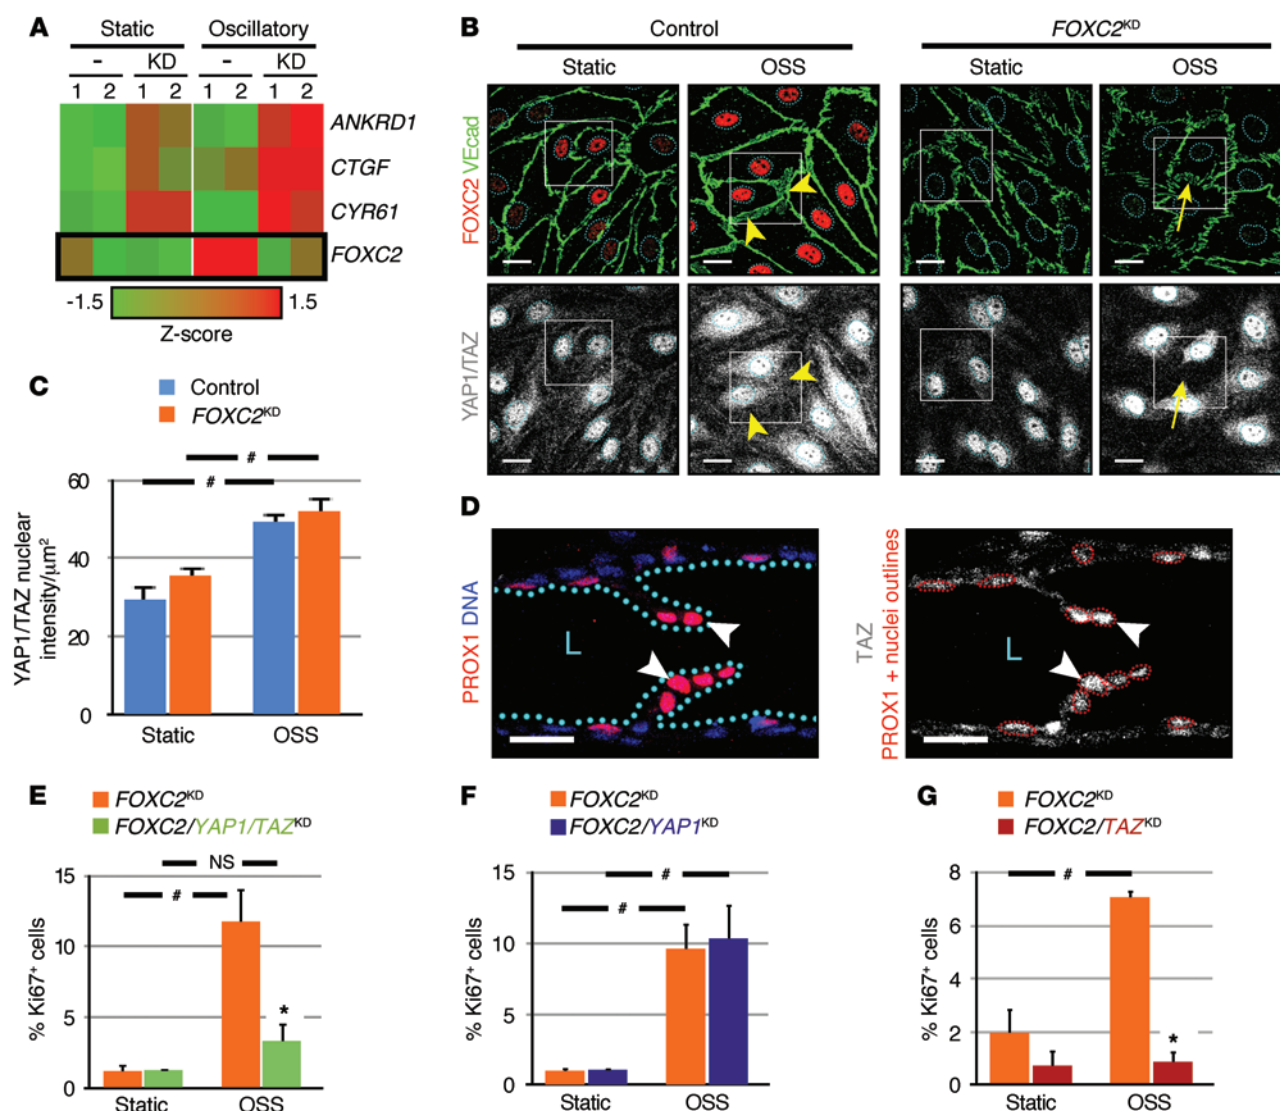 A
Static Oscillatory
- KD - KD
1 2 1 2 1 2 1 2
ANKRD1
CTGF
CYR61
FOXC2
-1.5 1.5
Z-score
B
Control FOXC2ᴷᴰ
Static OSS Static OSS
FOXC2 VEcad
YAP1/TAZ
C
Control
FOXC2ᴷᴰ
#
#
YAP1/TAZ nuclear
intensity/µm²
60
40
20
0
Static OSS
D
PROX1 DNA
L
TAZ
PROX1 + nuclei outlines
L
E
FOXC2ᴷᴰ
FOXC2/YAP1/TAZᴷᴰ
NS
#
*
% Ki67⁺ cells
15
10
5
0
Static OSS
F
FOXC2ᴷᴰ
FOXC2/YAP1ᴷᴰ
#
#
% Ki67⁺ cells
15
10
5
0
Static OSS
G
FOXC2ᴷᴰ
FOXC2/TAZᴷᴰ
#
*
% Ki67⁺ cells
8
6
4
2
0
Static OSS